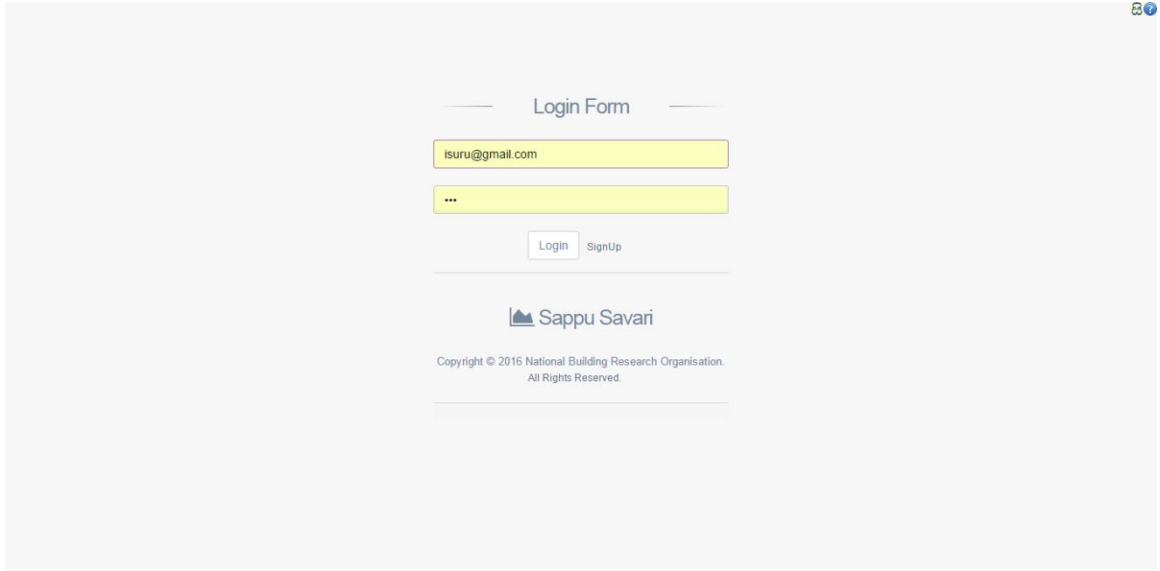 සිං
Login Form
isuru@gmail.com
•••
Login SignUp
Sappu Savari
Copyright © 2016 National Building Research Organisation.
All Rights Reserved.